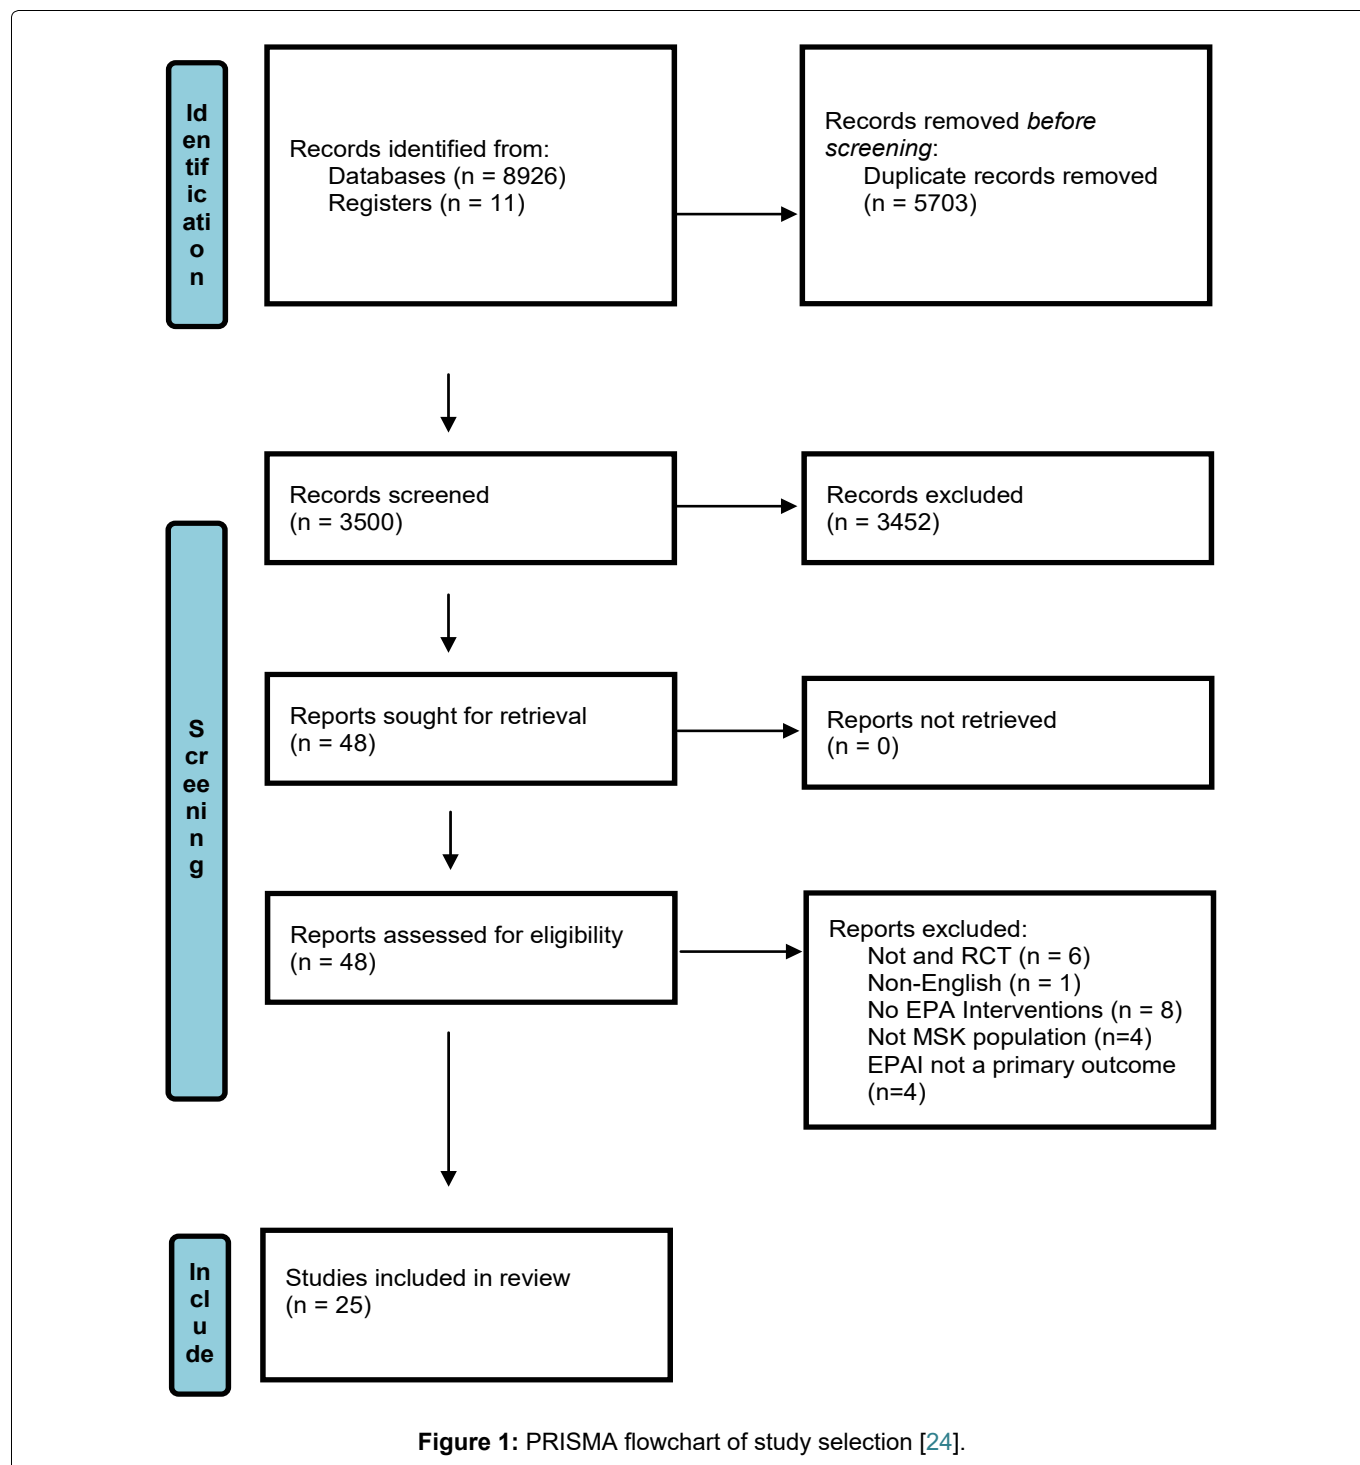 Id
en
tif
ic
ati
o
n
Records identified from:
Databases (n = 8926)
Registers (n = 11)
Records removed before
screening:
Duplicate records removed
(n = 5703)
S
cr
ee
ni
n
g
Records screened
(n = 3500)
Records excluded
(n = 3452)
Reports sought for retrieval
(n = 48)
Reports not retrieved
(n = 0)
Reports assessed for eligibility
(n = 48)
Reports excluded:
Not and RCT (n = 6)
Non-English (n = 1)
No EPA Interventions (n = 8)
Not MSK population (n=4)
EPAI not a primary outcome
(n=4)
In
cl
u
de
Studies included in review
(n = 25)
Figure 1: PRISMA flowchart of study selection [24].